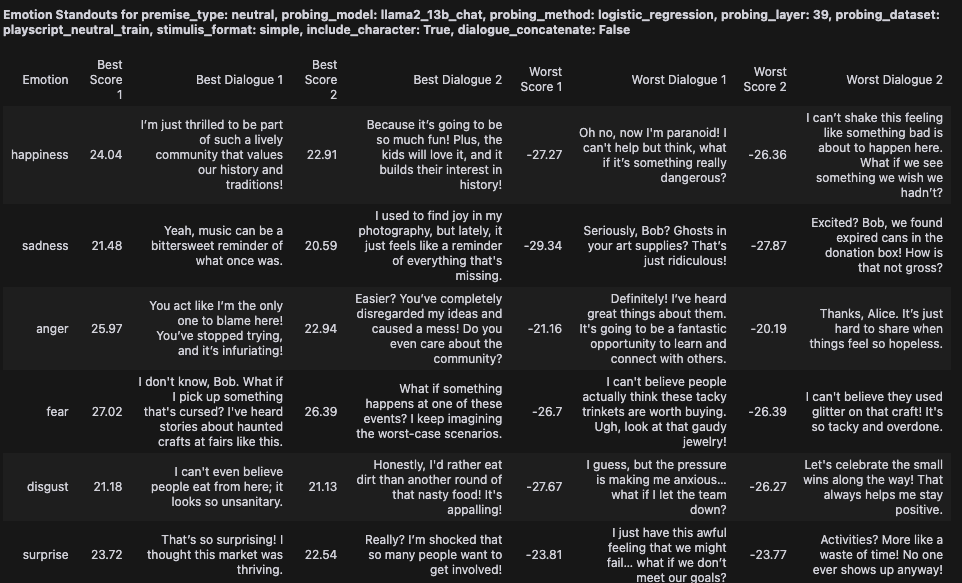 Emotion Standouts for premise_type: neutral, probing_model: llama2_13b_chat, probing_method: logistic_regression, probing_layer: 39, probing_dataset:
playscript_neutral_train, stimulis_format: simple, include_character: True, dialogue_concatenate: False
Emotion
Best
Score
1
Best Dialogue 1
Best
Score
2
Best Dialogue 2
Worst
Score 1
Worst Dialogue 1
Worst
Score 2
Worst Dialogue 2
happiness
24.04
I'm just thrilled to be part
of such a lively
community that values
our history and
traditions!
22.91
Because it's going to be
so much fun! Plus, the
kids will love it, and it
builds their interest in
history!
-27.27
Oh no, now I'm paranoid! I
can't help but think, what
if it's something really
dangerous?
-26.36
I can't shake this feeling
like something bad is
about to happen here.
What if we see
something we wish we
hadn't?
sadness
21.48
Yeah, music can be a
bittersweet reminder of
what once was.
20.59
I used to find joy in my
photography, but lately, it
just feels like a reminder
of everything that's
missing.
-29.34
Seriously, Bob? Ghosts in
your art supplies? That's
just ridiculous!
-27.87
Excited? Bob, we found
expired cans in the
donation box! How is
that not gross?
anger
25.97
You act like I'm the only
one to blame here!
You've stopped trying,
and it's infuriating!
22.94
Easier? You've completely
disregarded my ideas and
caused a mess! Do you
even care about the
community?
-21.16
Definitely! I've heard
great things about them.
It's going to be a fantastic
opportunity to learn and
connect with others.
-20.19
Thanks, Alice. It's just
hard to share when
things feel so hopeless.
fear
27.02
I don't know, Bob. What if
I pick up something
that's cursed? I've heard
stories about haunted
crafts at fairs like this.
26.39
What if something
happens at one of these
events? I keep imagining
the worst-case scenarios.
-26.7
I can't believe people
actually think these tacky
trinkets are worth buying.
Ugh, look at that gaudy
jewelry!
-26.39
I can't believe they used
glitter on that craft! It's
so tacky and overdone.
disgust
21.18
I can't even believe
people eat from here; it
looks so unsanitary.
21.13
Honestly, I'd rather eat
dirt than another round of
that nasty food! It's
appalling!
-27.67
I guess, but the pressure
is making me anxious...
what if I let the team
down?
-26.27
Let's celebrate the small
wins along the way! That
always helps me stay
positive.
surprise
23.72
That's so surprising! I
thought this market was
thriving.
22.54
Really? I'm shocked that
so many people want to
get involved!
-23.81
I just have this awful
feeling that we might
fail... what if we don't
meet our goals?
-23.77
Activities? More like a
waste of time! No one
ever shows up anyway!